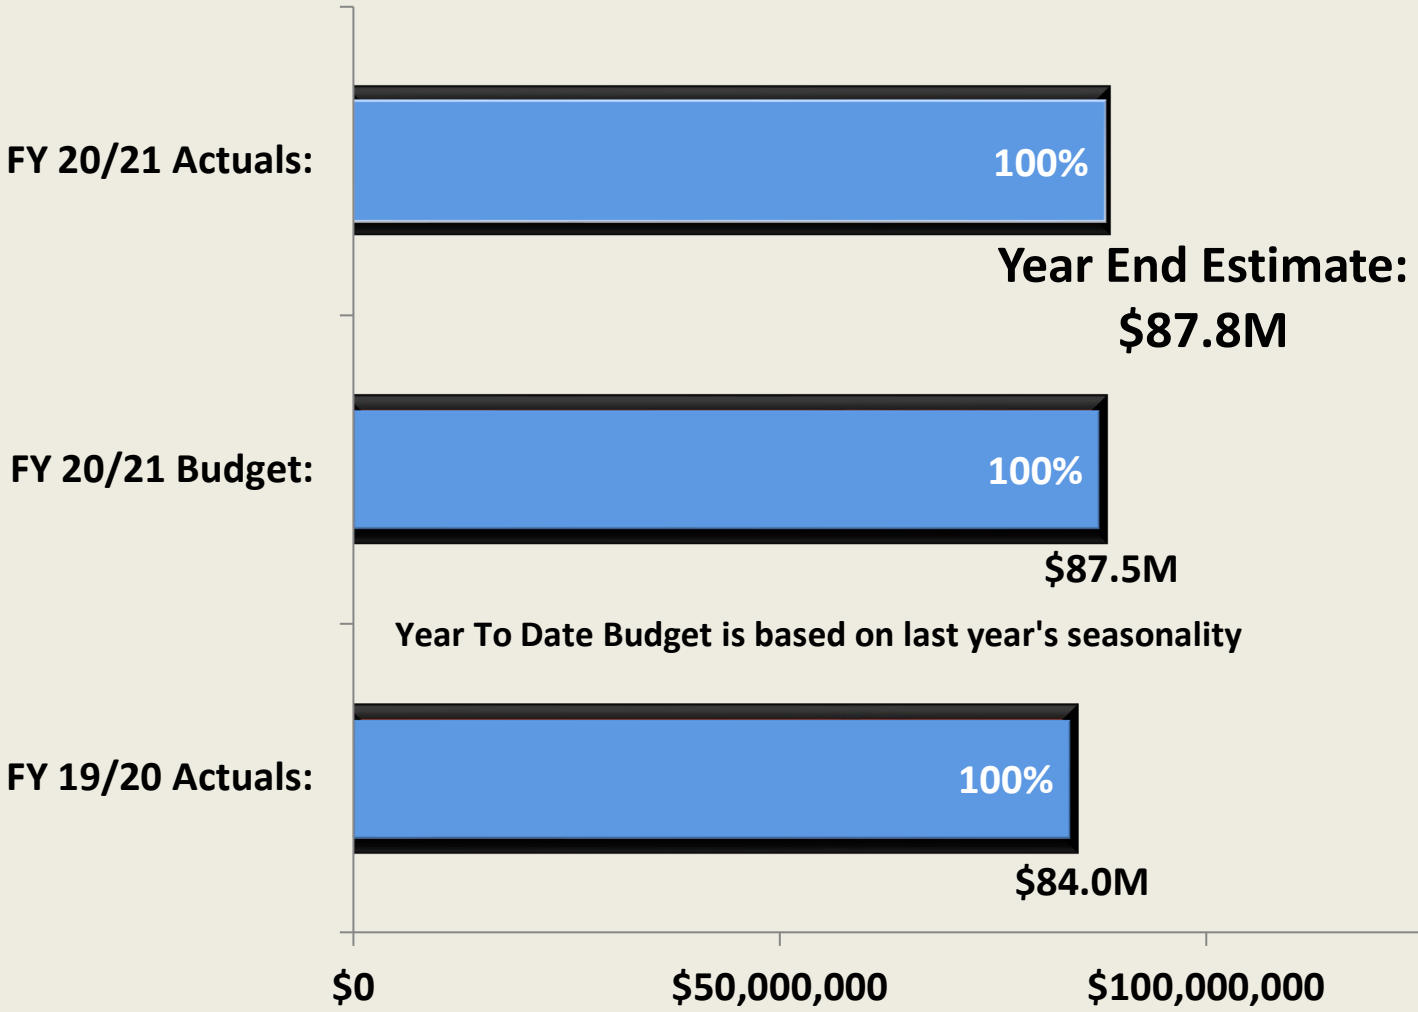 FY 20/21 Actuals:
100%
Year End Estimate:
$87.8M
FY 20/21 Budget:
100%
$87.5M
Year To Date Budget is based on last year's seasonality
FY 19/20 Actuals:
100%
$84.0M
$0
$50,000,000
$100,000,000